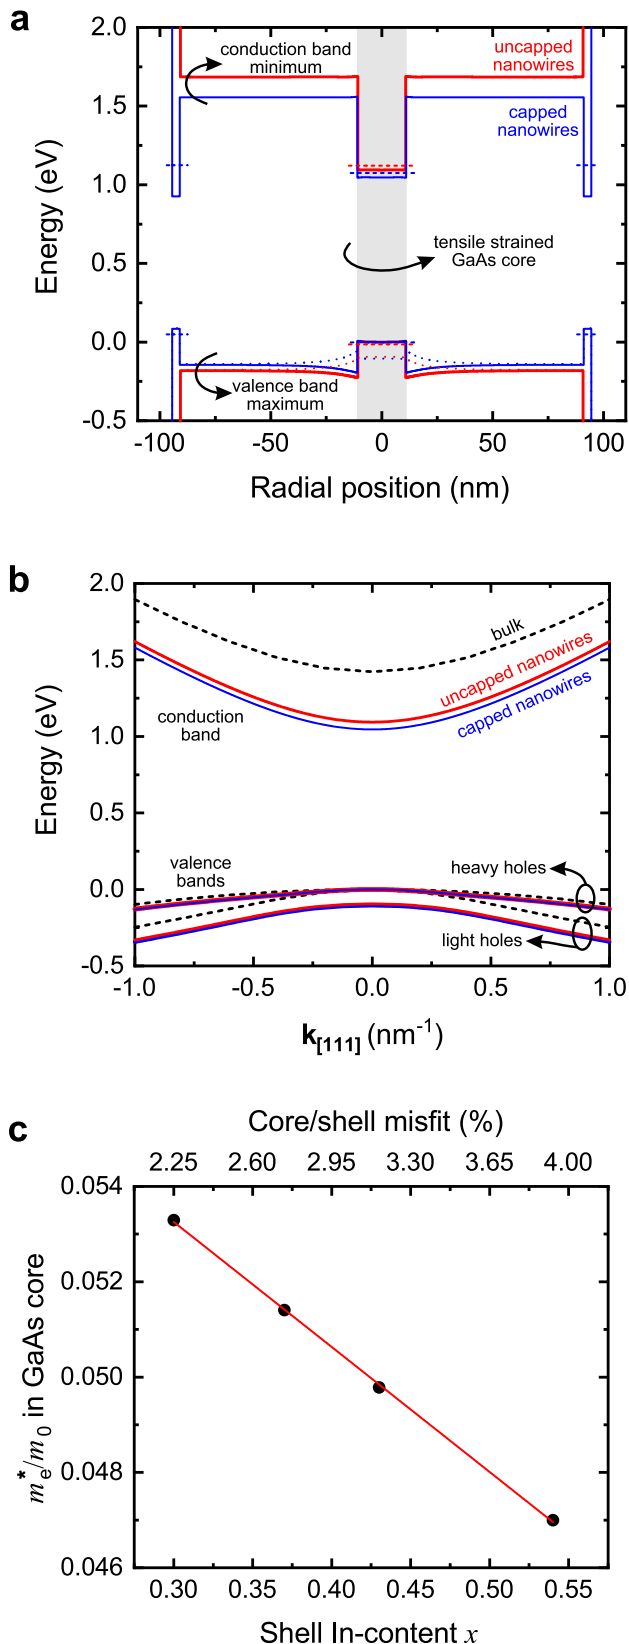 a
2.0
1.5
1.0
0.5
0.0
-0.5
Energy (eV)
conduction band
minimum
uncapped
nanowires
capped
nanowires
tensile strained
GaAs core
valence band
maximum
-100 -50 0 50 100
Radial position (nm)
b
2.0
1.5
1.0
0.5
0.0
-0.5
Energy (eV)
bulk
uncapped nanowires
capped nanowires
conduction
band
valence
bands
heavy holes
light holes
-1.0 -0.5 0.0 0.5 1.0
k[111] (nm-1)
c
Core/shell misfit (%)
2.25 2.60 2.95 3.30 3.65 4.00
0.054
0.052
0.050
0.048
0.046
m*e/m0 in GaAs core
0.30 0.35 0.40 0.45 0.50 0.55
Shell In-content x